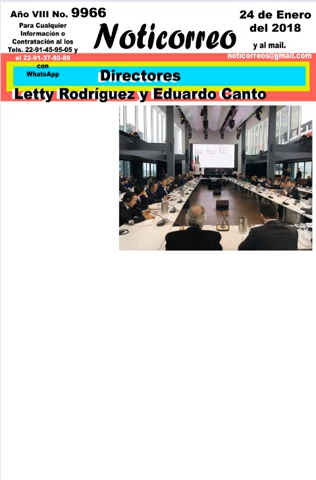 Año VIII No. 9966
Para Cualquier
Información o
Contratación al los
Tels. 22-91-45-95-05 y
al 22-91-37-80-89
con
WhatsApp
Noticorreo
24 de Enero
del 2018
y al mail.
noticorreos@gmail.com
Directores
Letty Rodríguez y Eduardo Canto